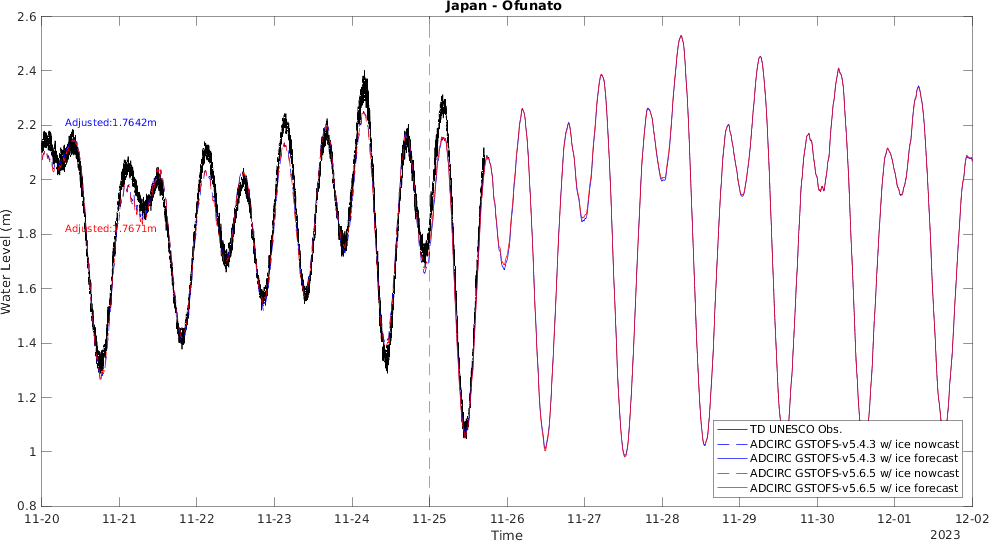 Japan - Ofunato
2.6
2.4
2.2
2
1.8
1.6
1.4
1.2
1
0.8
Water Level (m)
Adjusted:1.7642m
Adjusted:1.7671m
TD UNESCO Obs.
ADCIRC GSTOFS-v5.4.3 w/ ice nowcast
ADCIRC GSTOFS-v5.4.3 w/ ice forecast
ADCIRC GSTOFS-v5.6.5 w/ ice nowcast
ADCIRC GSTOFS-v5.6.5 w/ ice forecast
11-20 11-21 11-22 11-23 11-24 11-25 11-26 11-27 11-28 11-29 11-30 12-01 12-02
Time
2023